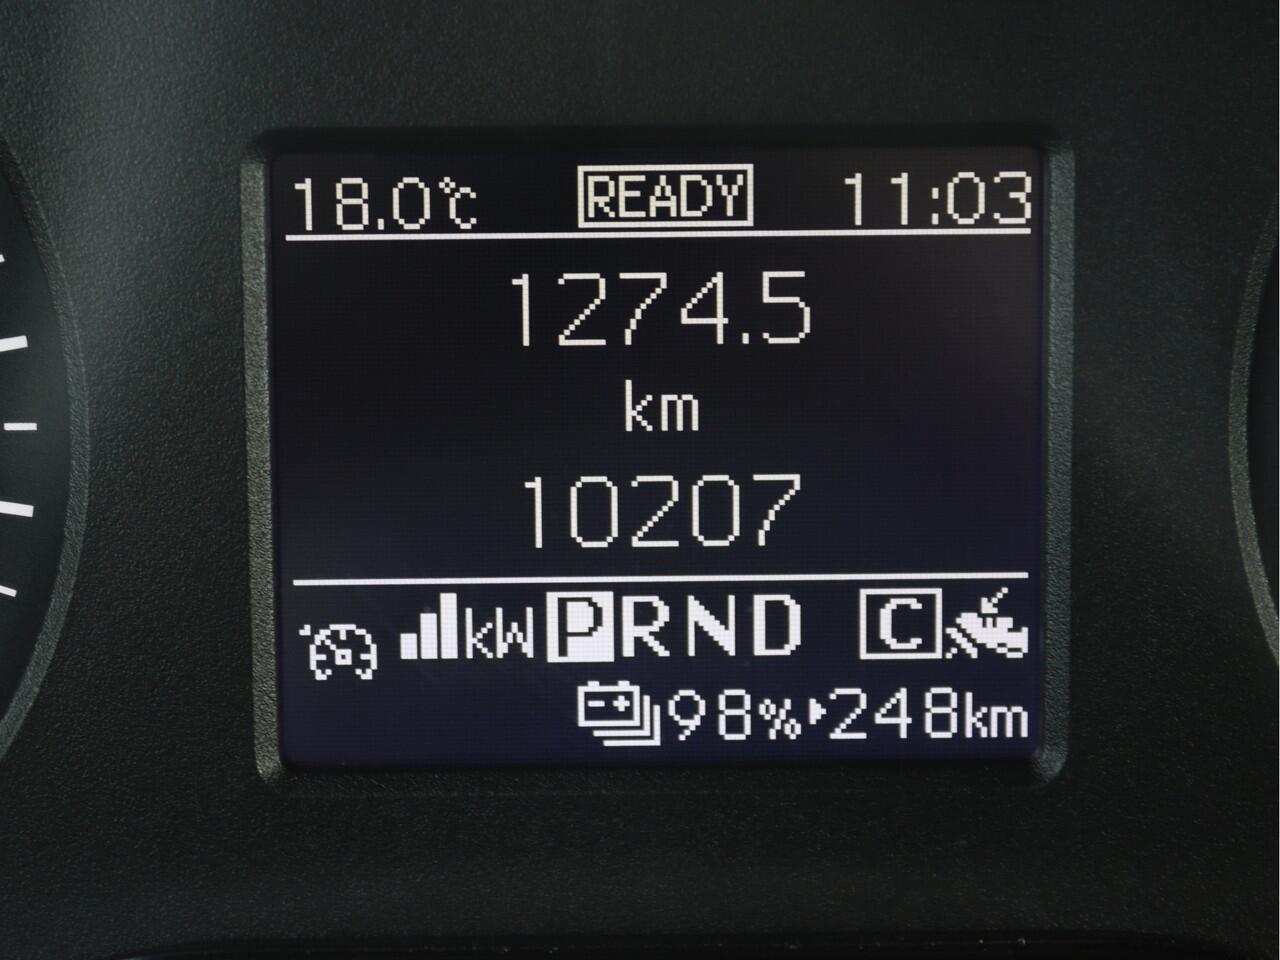 18.0°C READY 11:03
1274.5
km
10207
kW PRND C
98%▸248km